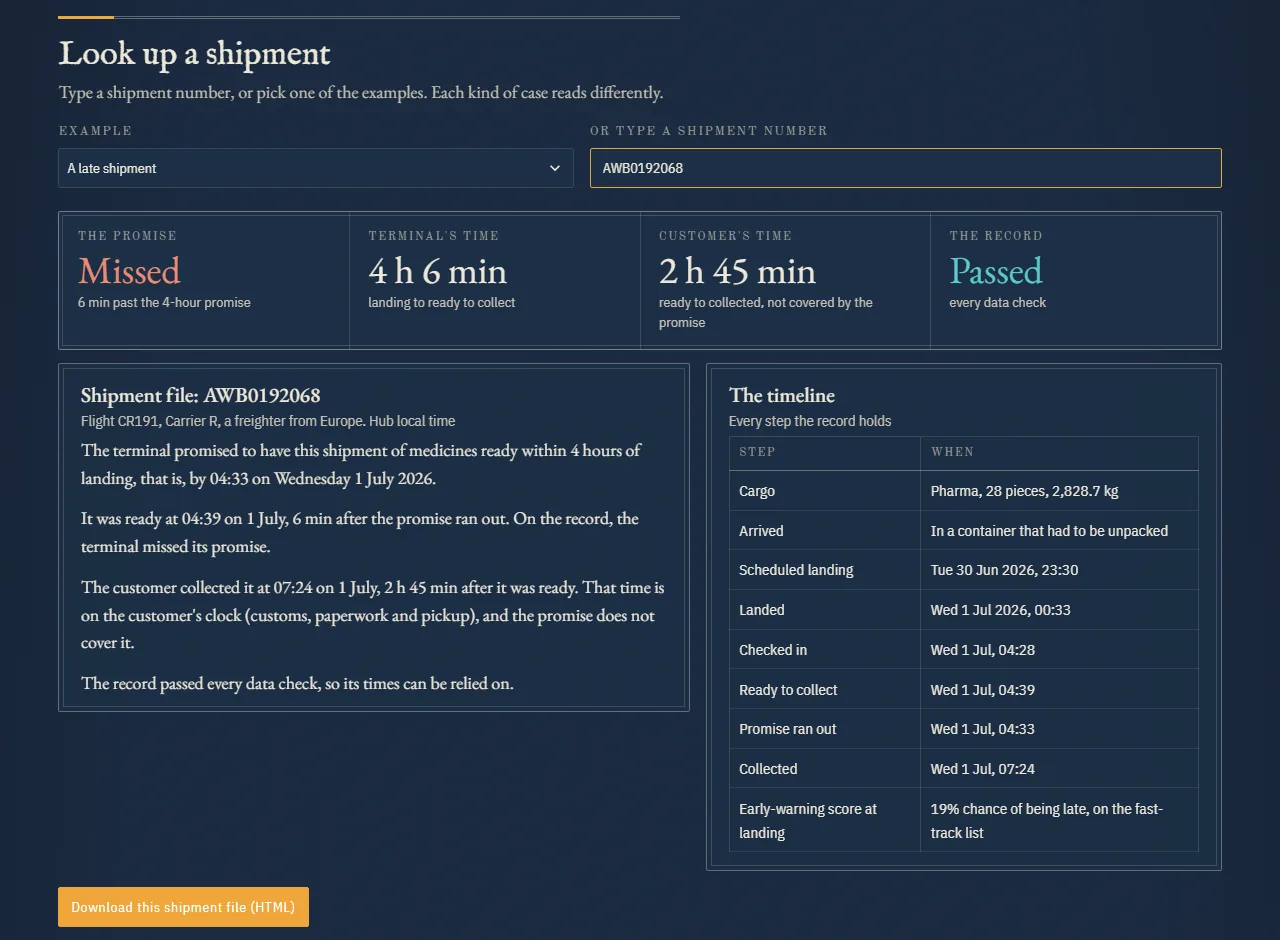 Look up a shipment
Type a shipment number, or pick one of the examples. Each kind of case reads differently.
EXAMPLE
OR TYPE A SHIPMENT NUMBER
A late shipment
AWB0192068
THE PROMISE
Missed
6 min past the 4-hour promise
TERMINAL'S TIME
4 h 6 min
landing to ready to collect
CUSTOMER'S TIME
2 h 45 min
ready to collected, not covered by the
promise
THE RECORD
Passed
every data check
Shipment file: AWB0192068
Flight CR191, Carrier R, a freighter from Europe. Hub local time
The terminal promised to have this shipment of medicines ready within 4 hours of
landing, that is, by 04:33 on Wednesday 1 July 2026.
It was ready at 04:39 on 1 July, 6 min after the promise ran out. On the record, the
terminal missed its promise.
The customer collected it at 07:24 on 1 July, 2 h 45 min after it was ready. That time is
on the customer's clock (customs, paperwork and pickup), and the promise does not
cover it.
The record passed every data check, so its times can be relied on.
The timeline
Every step the record holds
STEP WHEN
Cargo Pharma, 28 pieces, 2,828.7 kg
Arrived In a container that had to be unpacked
Scheduled landing Tue 30 Jun 2026, 23:30
Landed Wed 1 Jul 2026, 00:33
Checked in Wed 1 Jul, 04:28
Ready to collect Wed 1 Jul, 04:39
Promise ran out Wed 1 Jul, 04:33
Collected Wed 1 Jul, 07:24
Early-warning score at 19% chance of being late, on the fast-
landing track list
Download this shipment file (HTML)